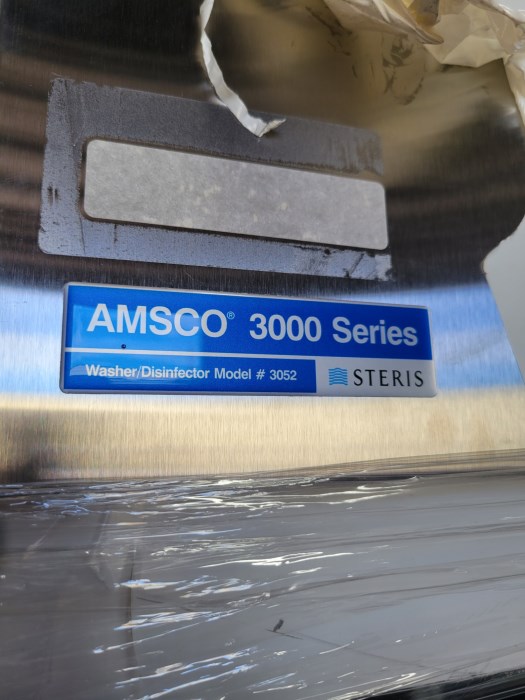 AMSCO® 3000 Series
Washer/Disinfector Model # 3052
STERIS